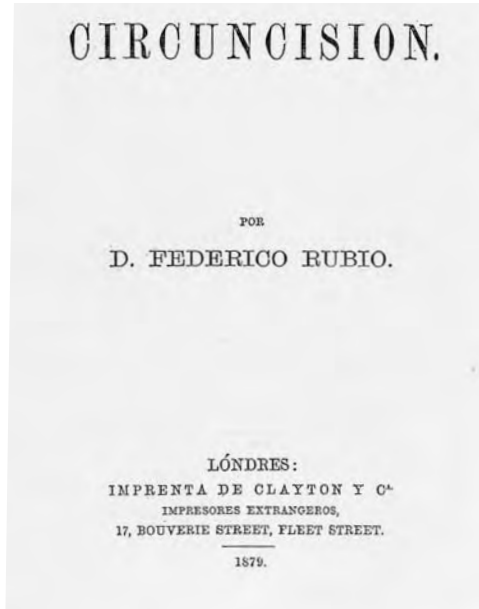 CIRCUNCISION.
POR
D. FEDERICO RUBIO.
LÓNDRES:
IMPRENTA DE CLAYTON Y Cᴬ·
IMPRESORES EXTRANGEROS,
17, BOUVERIE STREET, FLEET STREET.
1879.